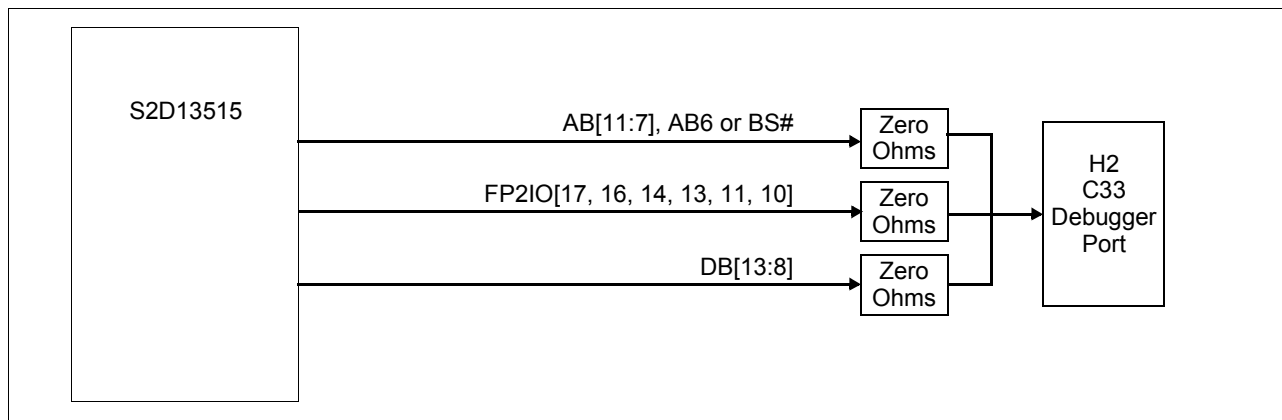 S2D13515
AB[11:7], AB6 or BS#
Zero
Ohms
FP2IO[17, 16, 14, 13, 11, 10]
Zero
Ohms
DB[13:8]
Zero
Ohms
H2
C33
Debugger
Port